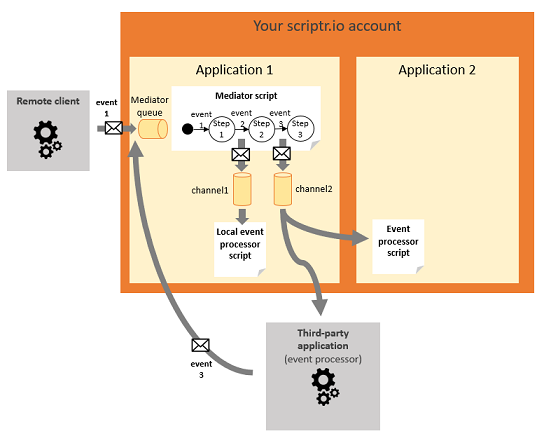 Your scriptr.io account
Application 1
Application 2
Remote client
event
1
Mediator
queue
Mediator script
event
1
Step
1
event
2
Step
2
event
3
Step
3
channel1
channel2
Local event
processor
script
Event
processor
script
Third-party
application
(event processor)
event
3